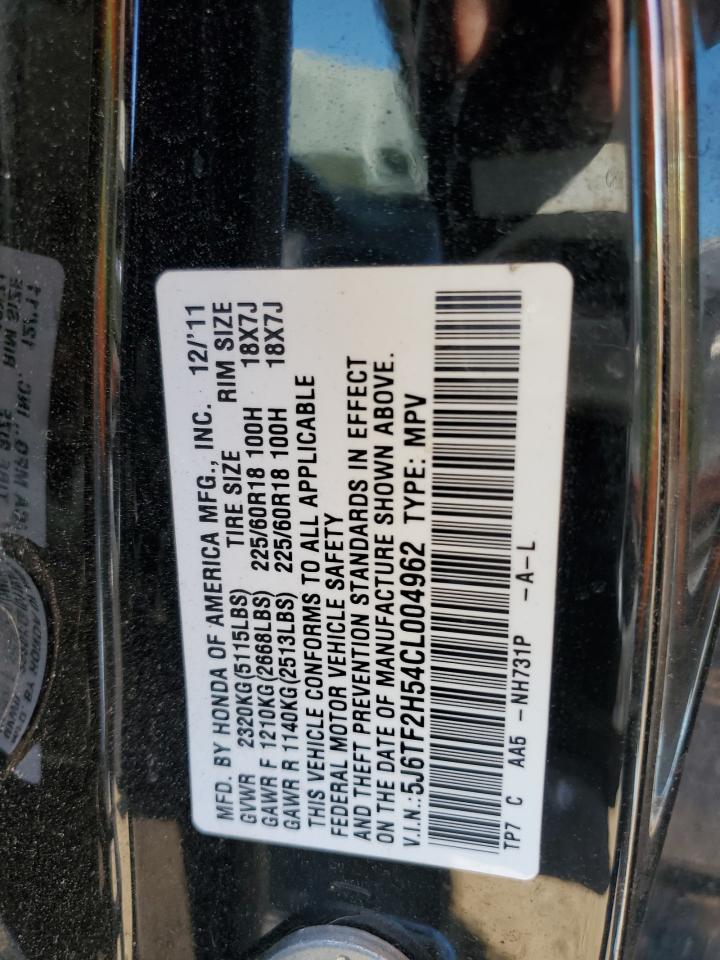 MFD. BY HONDA OF AMERICA MFG., INC. 12/'11
GVWR 2320KG(5115LBS) TIRE SIZE RIM SIZE
GAWR F 1210KG(2668LBS) 225/60R18 100H 18X7J
GAWR R 1140KG(2513LBS) 225/60R18 100H 18X7J
THIS VEHICLE CONFORMS TO ALL APPLICABLE
FEDERAL MOTOR VEHICLE SAFETY
AND THEFT PREVENTION STANDARDS IN EFFECT
ON THE DATE OF MANUFACTURE SHOWN ABOVE.
V.I.N.:5J6TF2H54CL004962 TYPE: MPV
TP7 C AA5 -NH731P -A-L